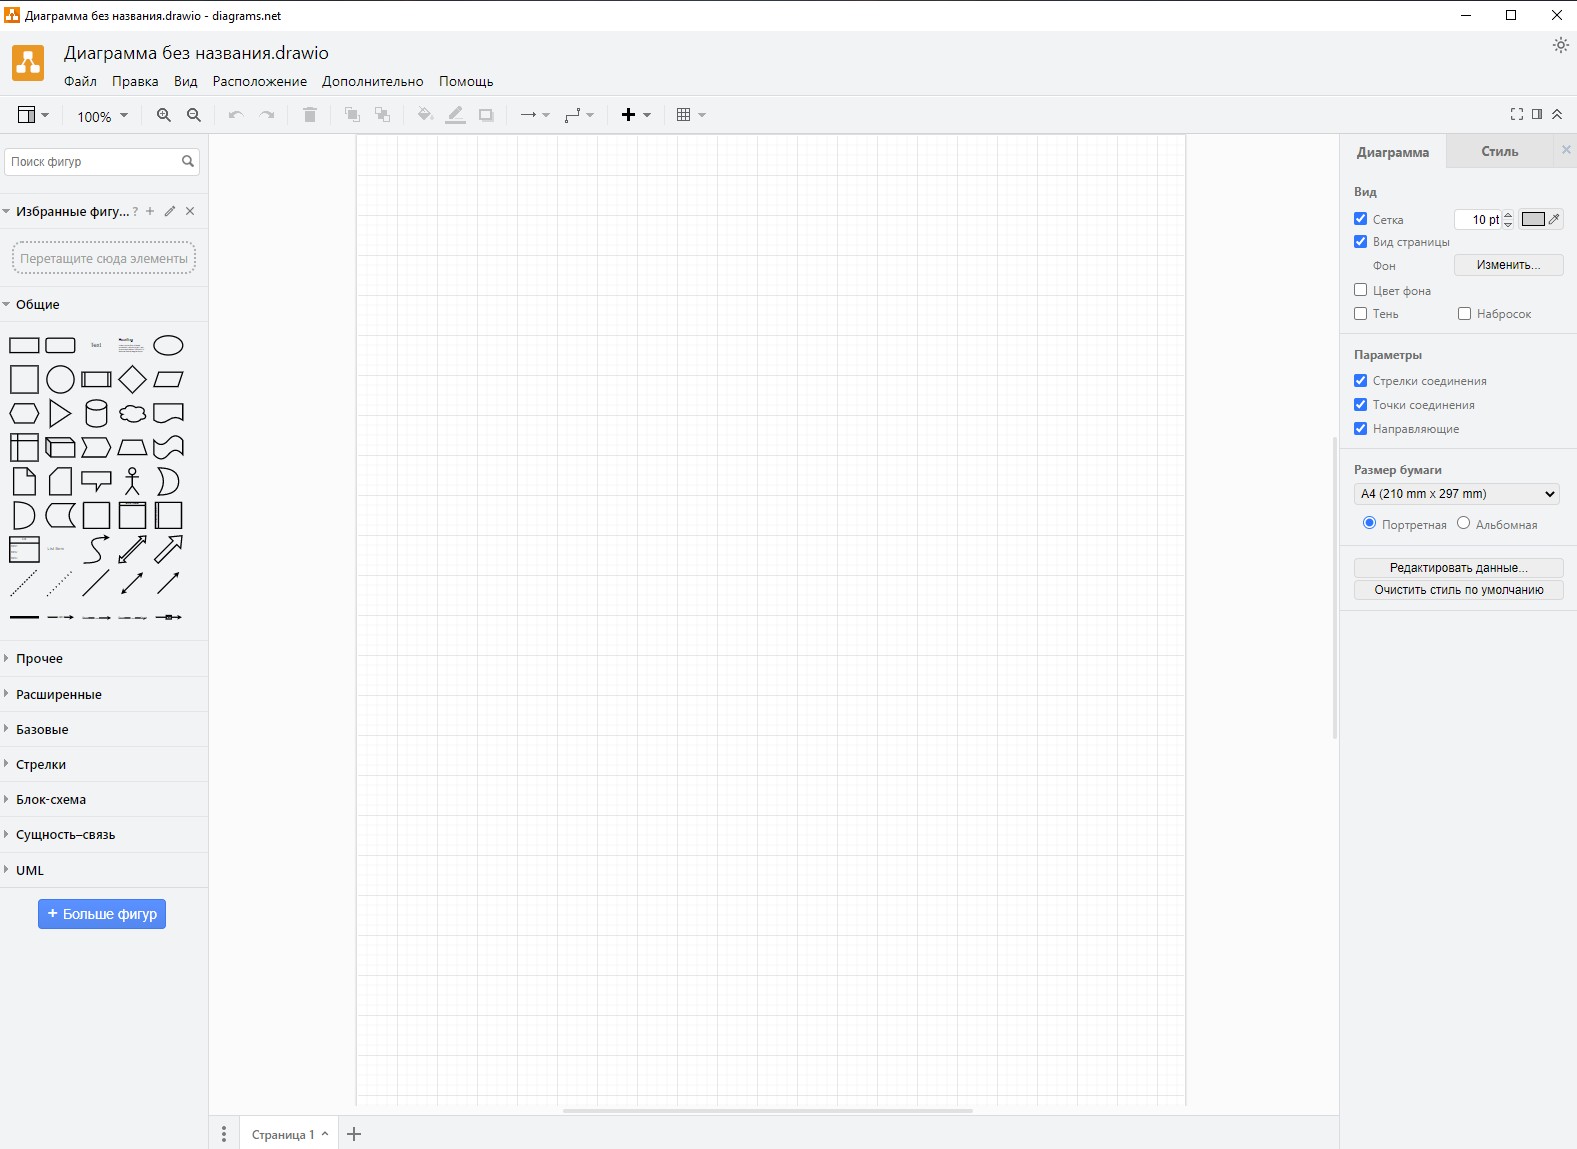 Диаграмма без названия.drawio - diagrams.net
Диаграмма без названия.drawio
Файл Правка Вид Расположение Дополнительно Помощь
100%
Поиск фигур
Избранные фигу... ?
Перетащите сюда элементы
Общие
Text
Heading
List Item
Прочее
Расширенные
Базовые
Стрелки
Блок-схема
Сущность–связь
UML
+ Больше фигур
Страница 1
Диаграмма Стиль
Вид
Сетка 10 pt
Вид страницы
Фон Изменить...
Цвет фона
Тень Набросок
Параметры
Стрелки соединения
Точки соединения
Направляющие
Размер бумаги
A4 (210 mm x 297 mm)
Портретная Альбомная
Редактировать данные...
Очистить стиль по умолчанию